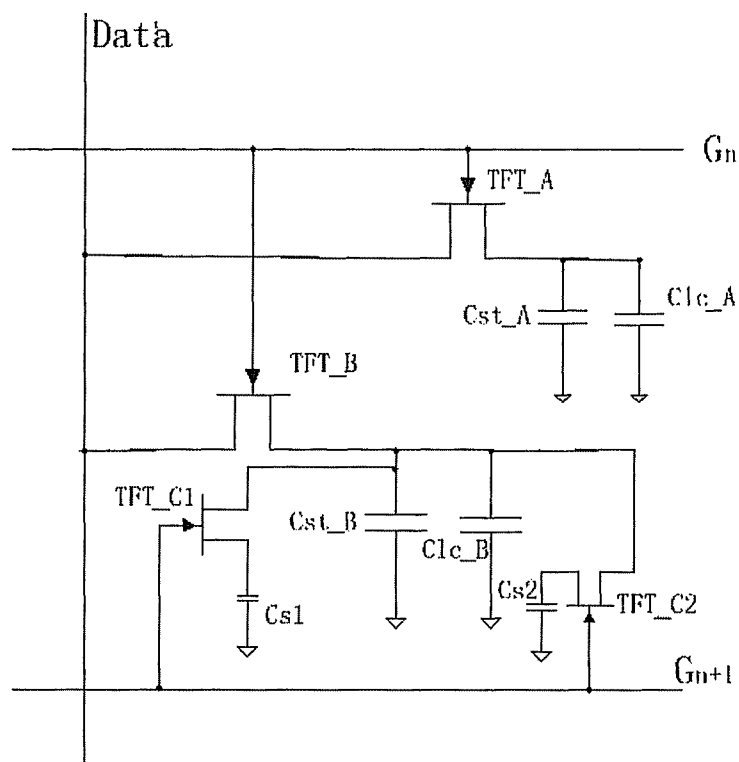 Data
Gn
TFT_A
Cst_A
Clc_A
TFT_B
TFT_C1
Cst_B
Clc_B
Cs1
Cs2
TFT_C2
Gn+1